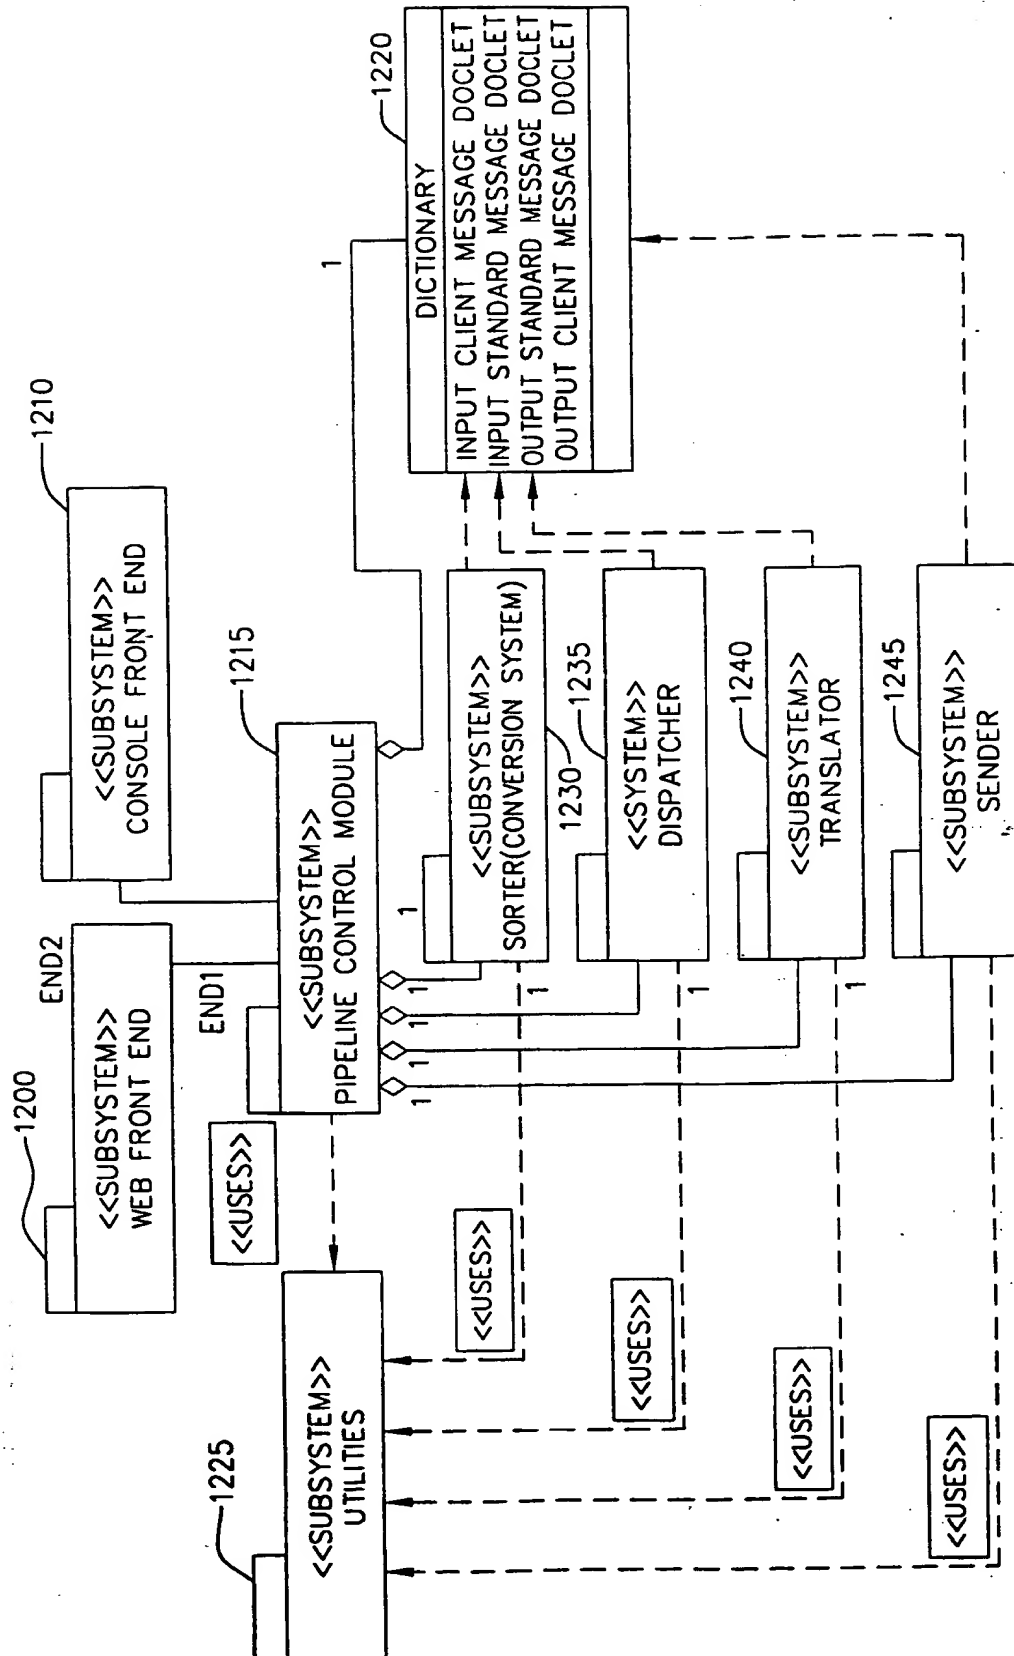 1200
<<SUBSYSTEM>>
WEB FRONT END
END2
1210
<<SUBSYSTEM>>
CONSOLE FRONT END
END1
1215
<<SUBSYSTEM>>
PIPELINE CONTROL MODULE
<<USES>>
1225
<<SUBSYSTEM>>
UTILITIES
1
1220
DICTIONARY
INPUT CLIENT MESSAGE DOCLET
INPUT STANDARD MESSAGE DOCLET
OUTPUT STANDARD MESSAGE DOCLET
OUTPUT CLIENT MESSAGE DOCLET
1
1
1
1
1
<<SUBSYSTEM>>
SORTER(CONVERSION SYSTEM)
1230
1
<<USES>>
1235
<<SYSTEM>>
DISPATCHER
1
<<USES>>
1240
<<SUBSYSTEM>>
TRANSLATOR
1
<<USES>>
1245
<<SUBSYSTEM>>
SENDER
<<USES>>